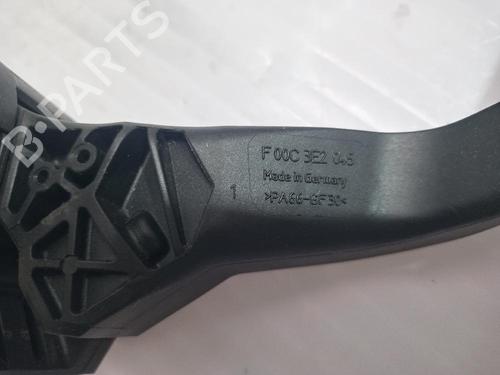 B-PARTS
F 00C 3E2 045
Made in Germany
>PA66-GF30<
1